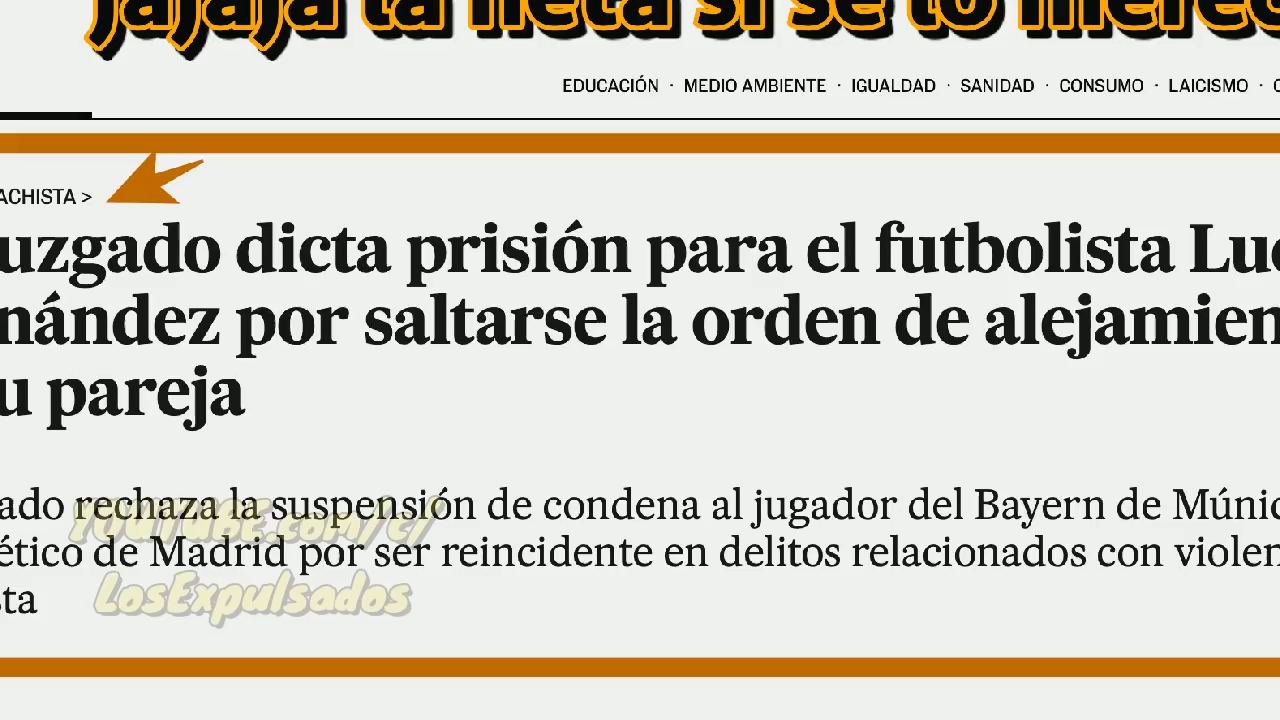 jajaja la neta si se lo merec
EDUCACIÓN · MEDIO AMBIENTE · IGUALDAD · SANIDAD · CONSUMO · LAICISMO ·
ACHISTA >
uzgado dicta prisión para el futbolista Luc
nández por saltarse la orden de alejamien
u pareja
ado rechaza la suspensión de condena al jugador del Bayern de Múnic
ético de Madrid por ser reincidente en delitos relacionados con violen
sta
YOUTUBE.com/c/
LosExpulsados